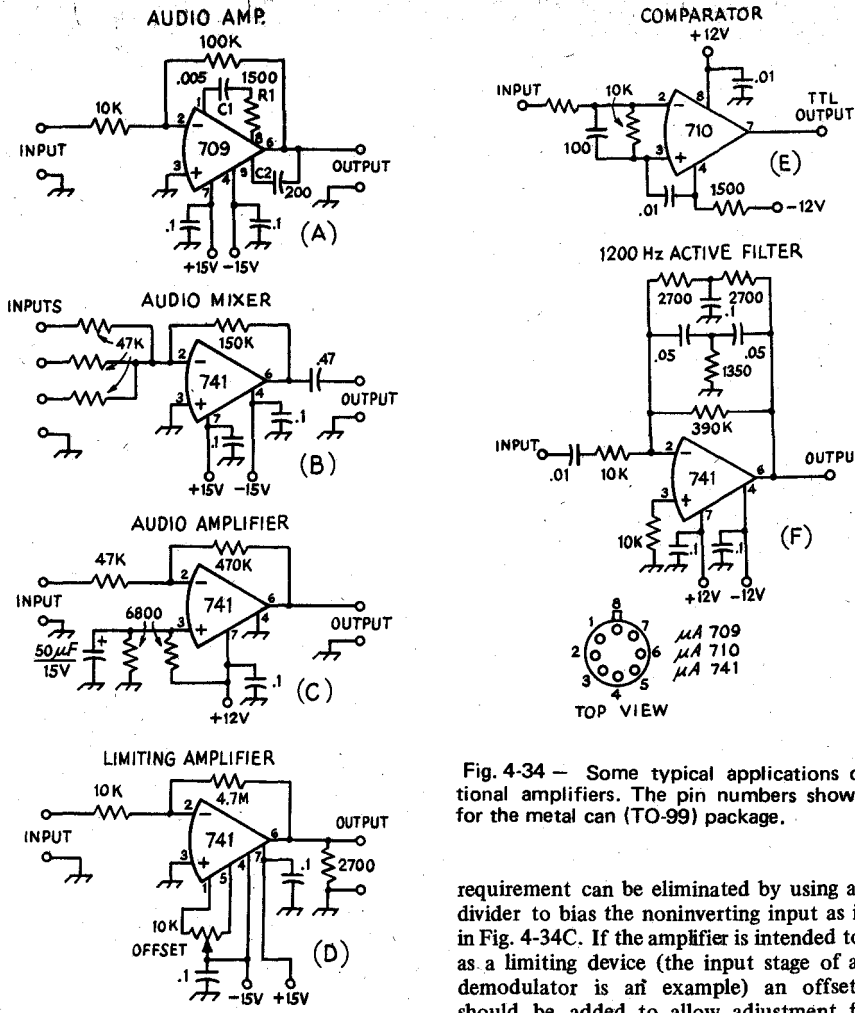 AUDIO AMP.
100K
.005
1500
1
C1
R1
10K
2
−
8
6
709
INPUT
3
+
9
C2
OUTPUT
7
4
200
.1
.1
(A)
+15V −15V
AUDIO MIXER
INPUTS
47K
150K
2
−
.47
741
6
4
3
+
7
OUTPUT
.1
.1
(B)
+15V −15V
AUDIO AMPLIFIER
47K
470K
2
−
INPUT
741
6
6800
3
+
4
7
OUTPUT
50µF
15V
+
.1
(C)
+12V
LIMITING AMPLIFIER
10K
4.7M
2
−
OUTPUT
INPUT
741
6
3
+
4
7
1
5
.1
2700
10K
OFFSET
(D)
.1
−15V +15V
COMPARATOR
+12V
.01
INPUT
10K
8
2
−
TTL
OUTPUT
710
7
100
3
+
4
(E)
.01
1500
−12V
1200 Hz ACTIVE FILTER
2700
2700
.1
.05
.05
1350
390K
INPUT
2
−
OUTPU
.01
10K
741
6
3
+
4
7
10K
.1
.1
(F)
+12V −12V
8
1
7
µA 709
2
6
µA 710
3
5
µA 741
4
TOP VIEW
Fig. 4-34 — Some typical applications o
tional amplifiers. The pin numbers show
for the metal can (TO-99) package.
requirement can be eliminated by using a
divider to bias the noninverting input as i
in Fig. 4-34C. If the amplifier is intended to
as a limiting device (the input stage of a
demodulator is an example) an offset
should be added to allow adjustment f